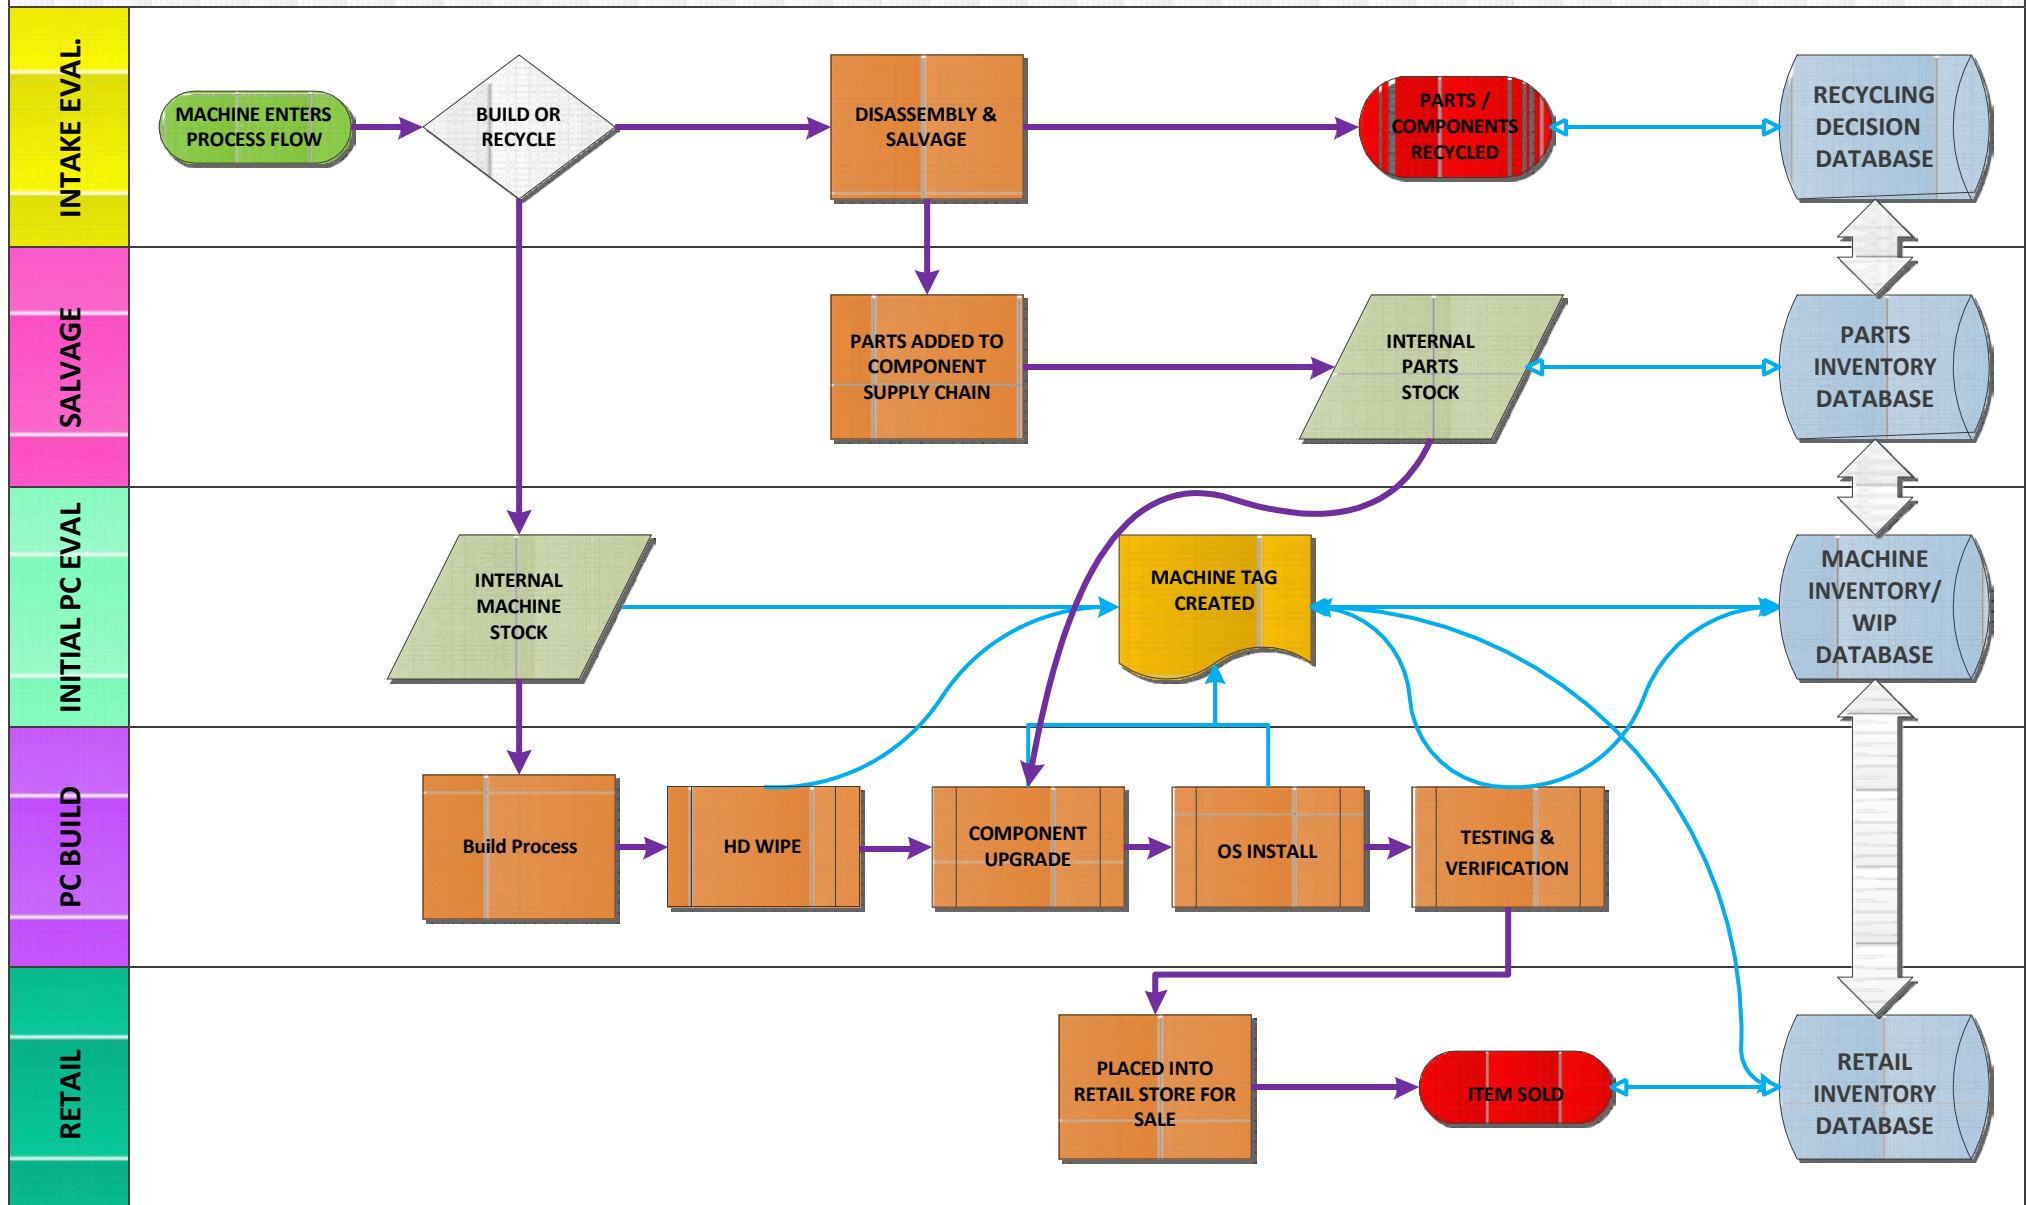 INTAKE EVAL.
MACHINE ENTERS
PROCESS FLOW
BUILD OR
RECYCLE
DISASSEMBLY &
SALVAGE
PARTS /
COMPONENTS
RECYCLED
RECYCLING
DECISION
DATABASE
SALVAGE
PARTS ADDED TO
COMPONENT
SUPPLY CHAIN
INTERNAL
PARTS
STOCK
PARTS
INVENTORY
DATABASE
INITIAL PC EVAL
INTERNAL
MACHINE
STOCK
MACHINE TAG
CREATED
MACHINE
INVENTORY/
WIP
DATABASE
PC BUILD
Build Process
HD WIPE
COMPONENT
UPGRADE
OS INSTALL
TESTING &
VERIFICATION
RETAIL
PLACED INTO
RETAIL STORE FOR
SALE
ITEM SOLD
RETAIL
INVENTORY
DATABASE